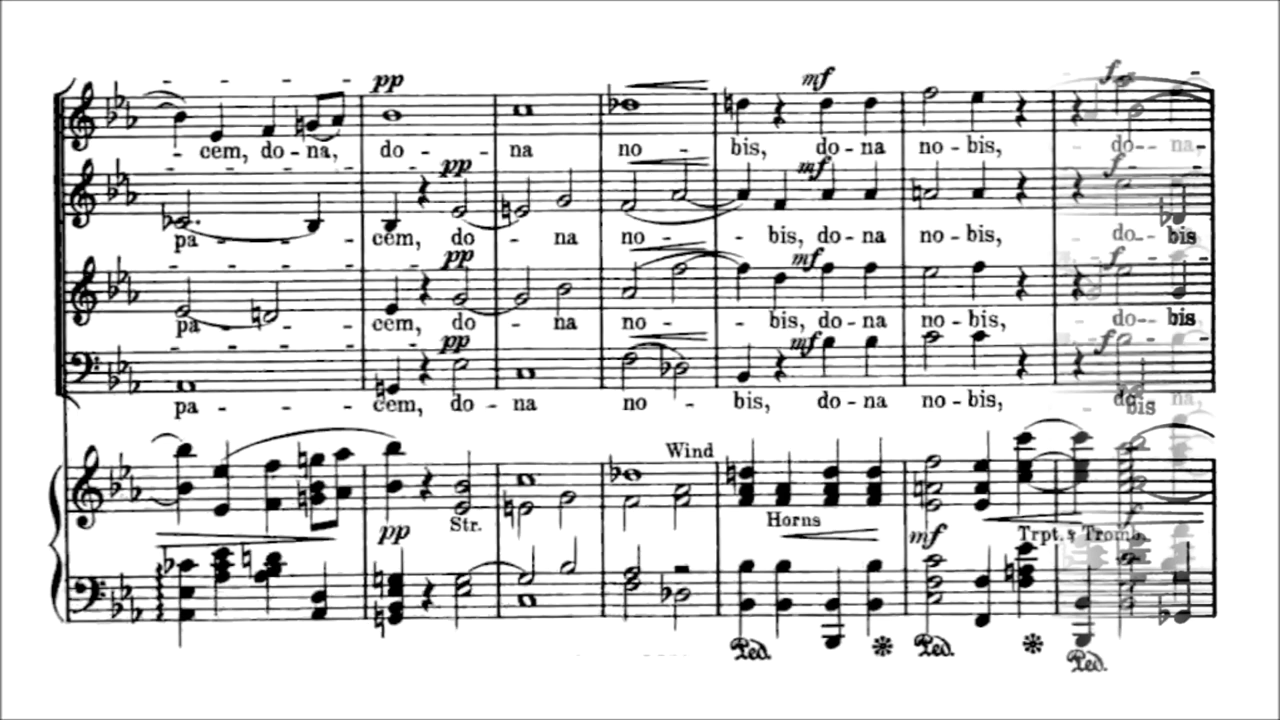 pp
mf
f
- cem, do - na, do - na no - bis, do - na no - bis, do - na,
pp
mf
f
pa - - - cem, do - na no - - bis, do - na no - bis, do - bis
pp
mf
f
pa - - - cem, do - na no - - bis, do - na no - bis, do - bis
pp
mf
f
pa - - - cem, do - na no - bis, do - na no - bis,
Wind
pp
Str.
Horns
mf
Trpt. & Tromb.
f
Ped. Ped. Ped.